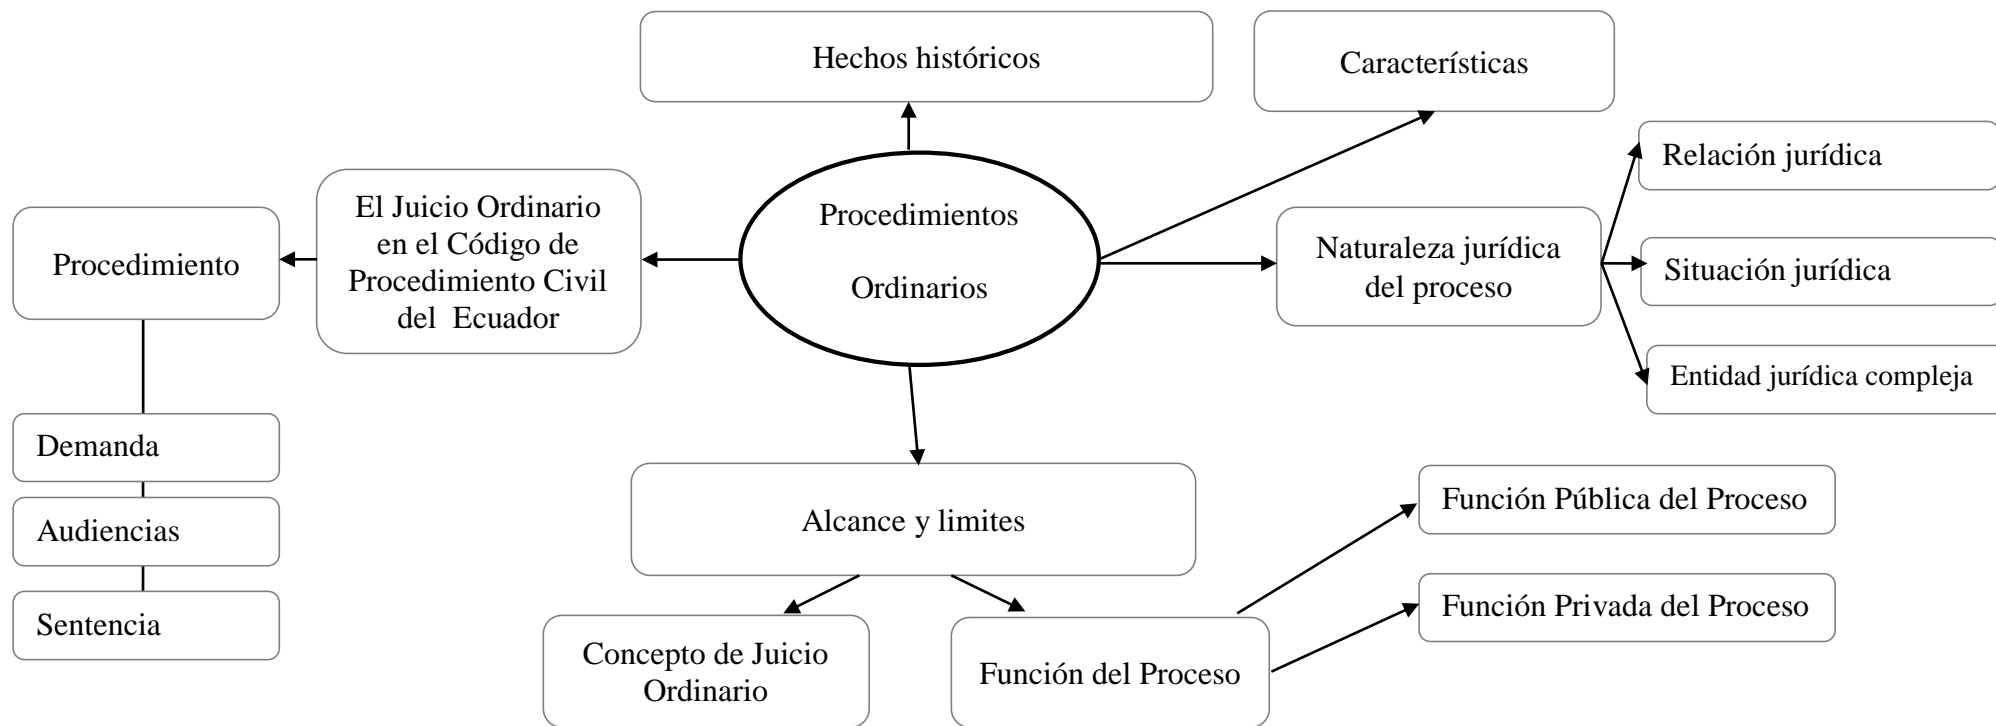 Hechos históricos
Características
Procedimientos
Ordinarios
El Juicio Ordinario
en el Código de
Procedimiento Civil
del  Ecuador
Procedimiento
Demanda
Audiencias
Sentencia
Naturaleza jurídica
del proceso
Relación jurídica
Situación jurídica
Entidad jurídica compleja
Alcance y limites
Concepto de Juicio
Ordinario
Función del Proceso
Función Pública del Proceso
Función Privada del Proceso